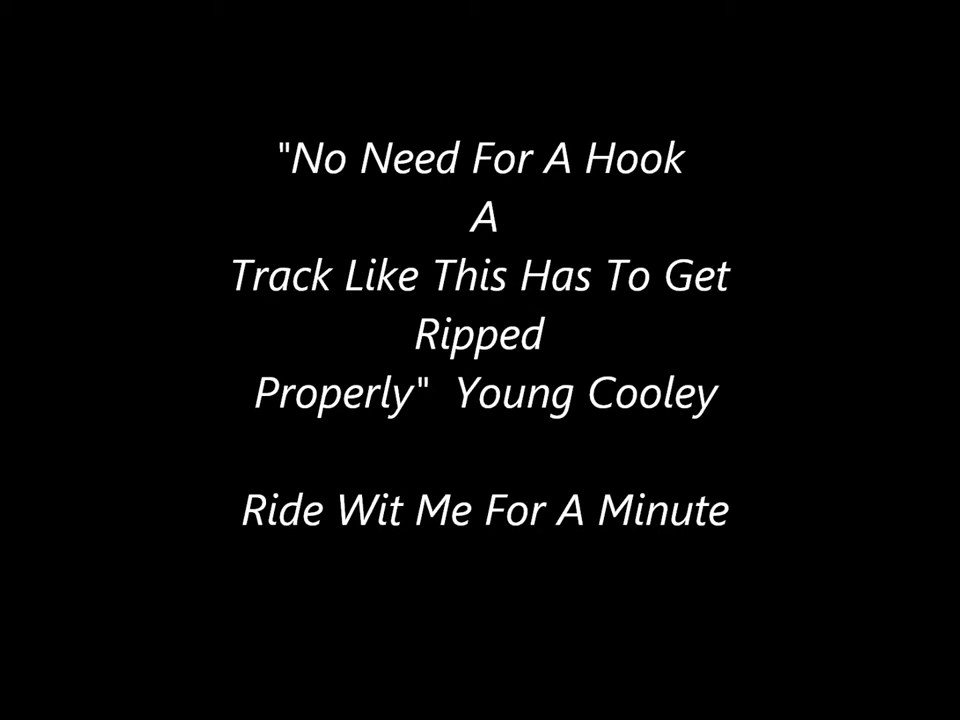 "No Need For A Hook
A
Track Like This Has To Get
Ripped
Properly"  Young Cooley
Ride Wit Me For A Minute